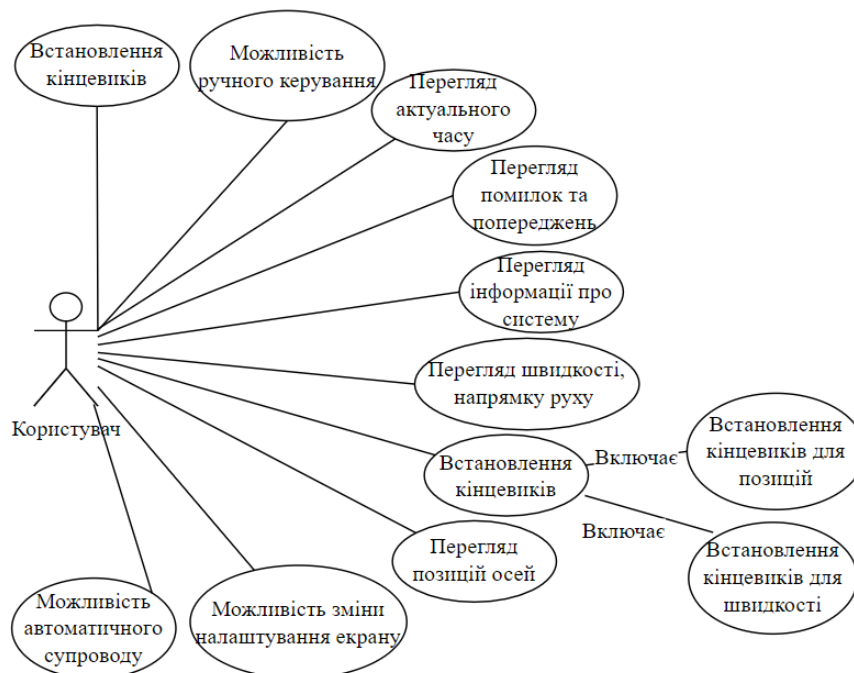 Встановлення
кінцевиків
Можливість
ручного керування
Перегляд
актуального
часу
Перегляд
помилок та
попереджень
Перегляд
інформації про
систему
Перегляд швидкості,
напрямку руху
Користувач
Встановлення
кінцевиків
Включає
Встановлення
кінцевиків для
позицій
Включає
Встановлення
кінцевиків для
швидкості
Перегляд
позицій осей
Можливість зміни
налаштування екрану
Можливість
автоматичного
супроводу